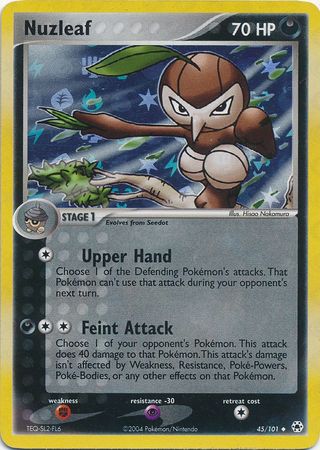 Nuzleaf 70 HP
Illus. Hisao Nakamura
STAGE 1
Evolves from Seedot
Upper Hand
Choose 1 of the Defending Pokémon's attacks. That
Pokémon can't use that attack during your opponent's
next turn.
Feint Attack
Choose 1 of your opponent's Pokémon. This attack
does 40 damage to that Pokémon. This attack's damage
isn't affected by Weakness, Resistance, Poké-Powers,
Poké-Bodies, or any other effects on that Pokémon.
weakness resistance -30 retreat cost
TEQ-SL2-FL6 ©2004 Pokémon/Nintendo 45/101